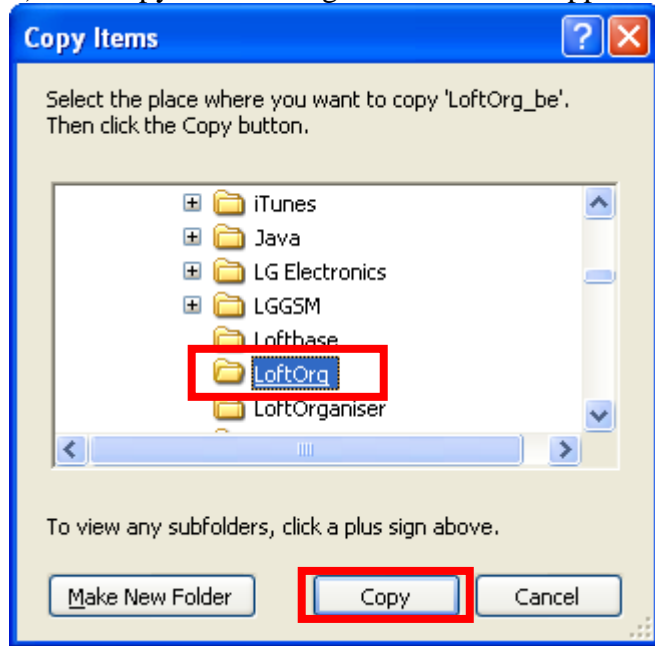 Copy Items
Select the place where you want to copy 'LoftOrg_be'.
Then click the Copy button.
iTunes
Java
LG Electronics
LGGSM
Loftbase
LoftOrg
LoftOrganiser
To view any subfolders, click a plus sign above.
Make New Folder
Copy
Cancel